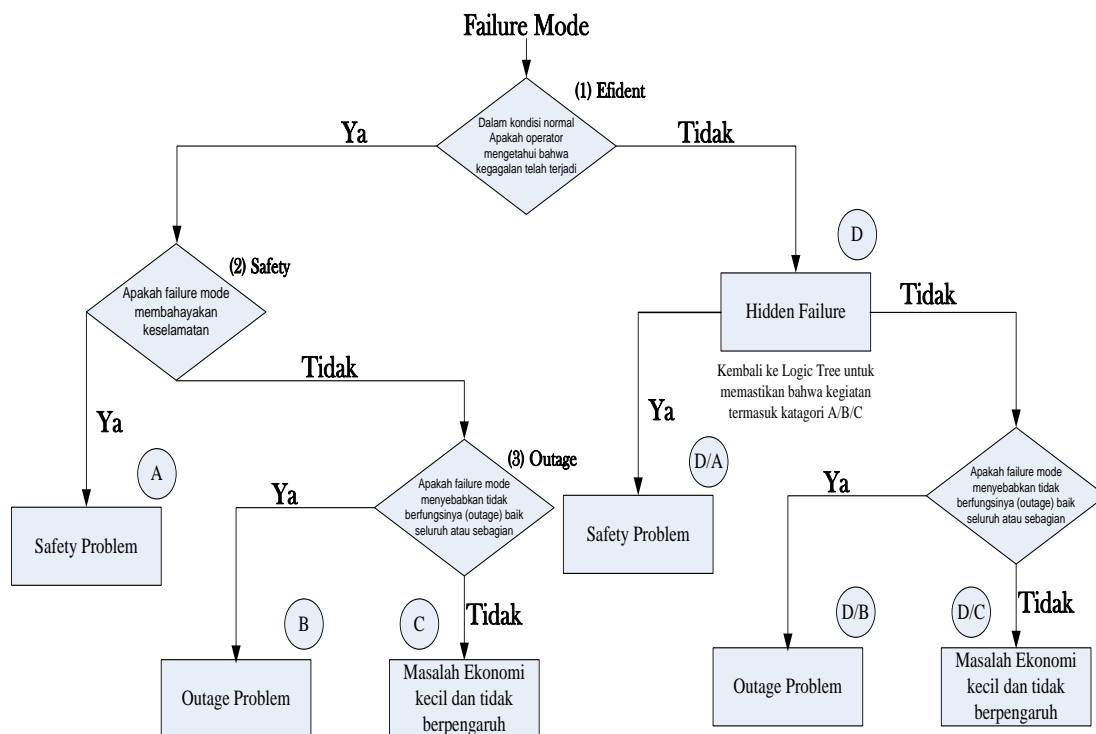 Failure Mode
(1) Efident
Dalam kondisi normal
Apakah operator
mengetahui bahwa
kegagalan telah terjadi
Ya
Tidak
D
(2) Safety
Apakah failure mode
membahayakan
keselamatan
Hidden Failure
Tidak
Kembali ke Logic Tree untuk
memastikan bahwa kegiatan
termasuk katagori A/B/C
Tidak
Ya
Ya
A
(3) Outage
D/A
Apakah failure mode
menyebabkan tidak
berfungsinya (outage) baik
seluruh atau sebagian
Apakah failure mode
menyebabkan tidak
berfungsinya (outage) baik
seluruh atau sebagian
Ya
Ya
Safety Problem
Safety Problem
B
C
Tidak
D/B
D/C
Tidak
Outage Problem
Masalah Ekonomi
kecil dan tidak
berpengaruh
Outage Problem
Masalah Ekonomi
kecil dan tidak
berpengaruh